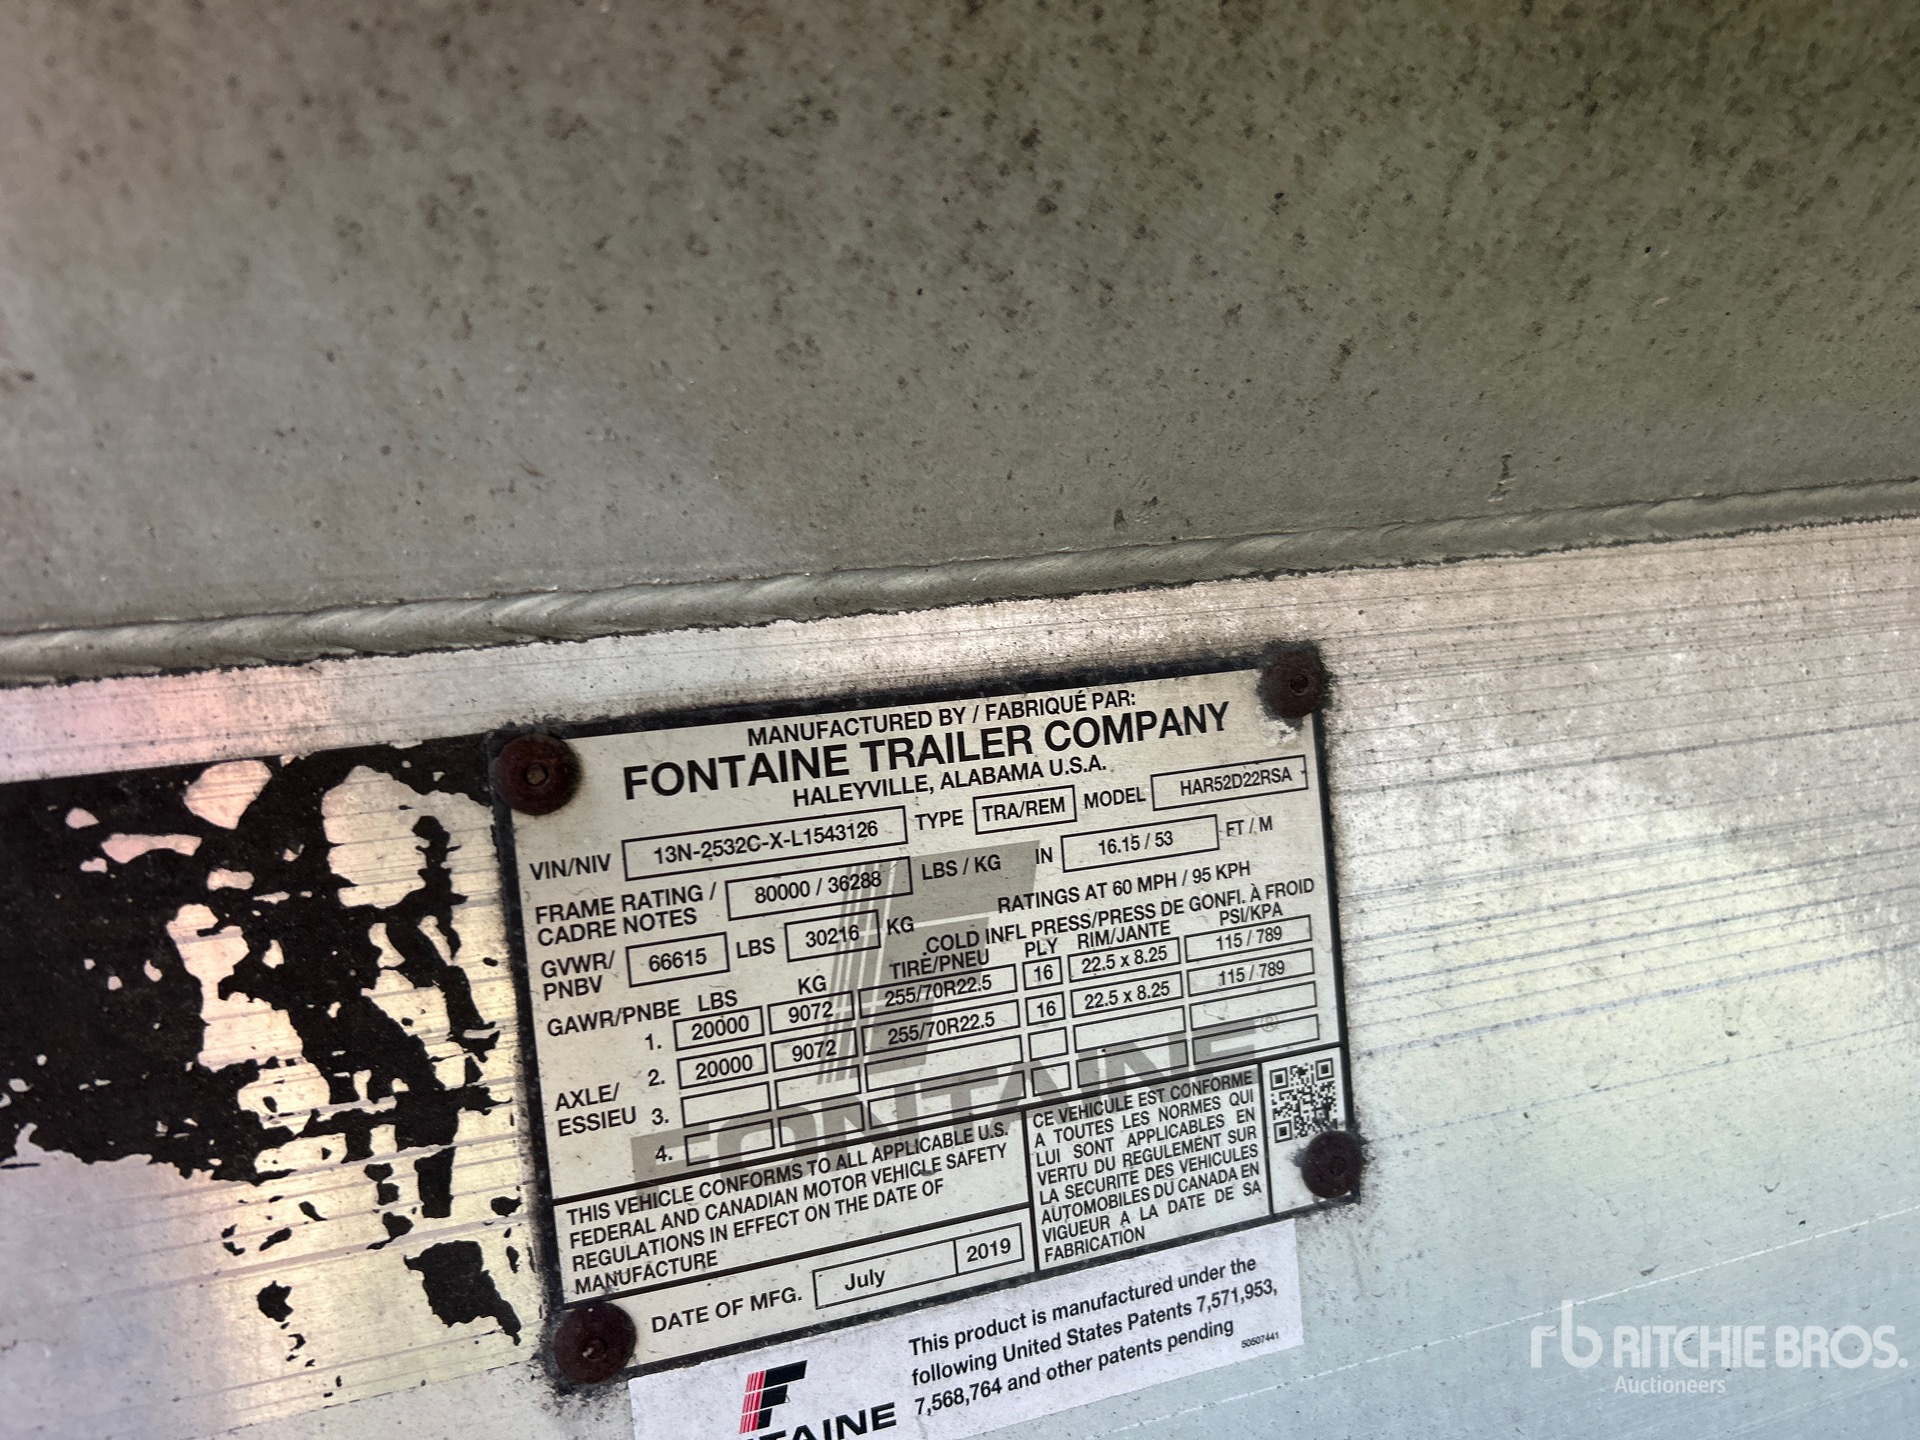 MANUFACTURED BY / FABRIQUÉ PAR:
FONTAINE TRAILER COMPANY
HALEYVILLE, ALABAMA U.S.A.
VIN/NIV 13N-2532C-X-L1543126 TYPE TRA/REM MODEL HAR52D22RSA
FRAME RATING / CADRE NOTES 80000 / 36288 LBS / KG IN 16.15 / 53 FT / M
GVWR/ PNBV 66615 LBS 30216 KG RATINGS AT 60 MPH / 95 KPH
COLD INFL PRESS/PRESS DE GONFL. À FROID
GAWR/PNBE LBS KG TIRE/PNEU PLY RIM/JANTE PSI/KPA
AXLE/ ESSIEU
1. 20000 9072 255/70R22.5 16 22.5 x 8.25 115 / 789
2. 20000 9072 255/70R22.5 16 22.5 x 8.25 115 / 789
3.
4.
FONTAINE®
THIS VEHICLE CONFORMS TO ALL APPLICABLE U.S.
FEDERAL AND CANADIAN MOTOR VEHICLE SAFETY
REGULATIONS IN EFFECT ON THE DATE OF
MANUFACTURE
CE VEHICULE EST CONFORME
A TOUTES LES NORMES QUI
LUI SONT APPLICABLES EN
VERTU DU REGULEMENT SUR
LA SECURITE DES VEHICULES
AUTOMOBILES DU CANADA EN
VIGUEUR A LA DATE DE SA
FABRICATION
DATE OF MFG. July 2019
This product is manufactured under the
following United States Patents 7,571,953,
7,568,764 and other patents pending
50607441
FONTAINE
rb RITCHIE BROS.
Auctioneers